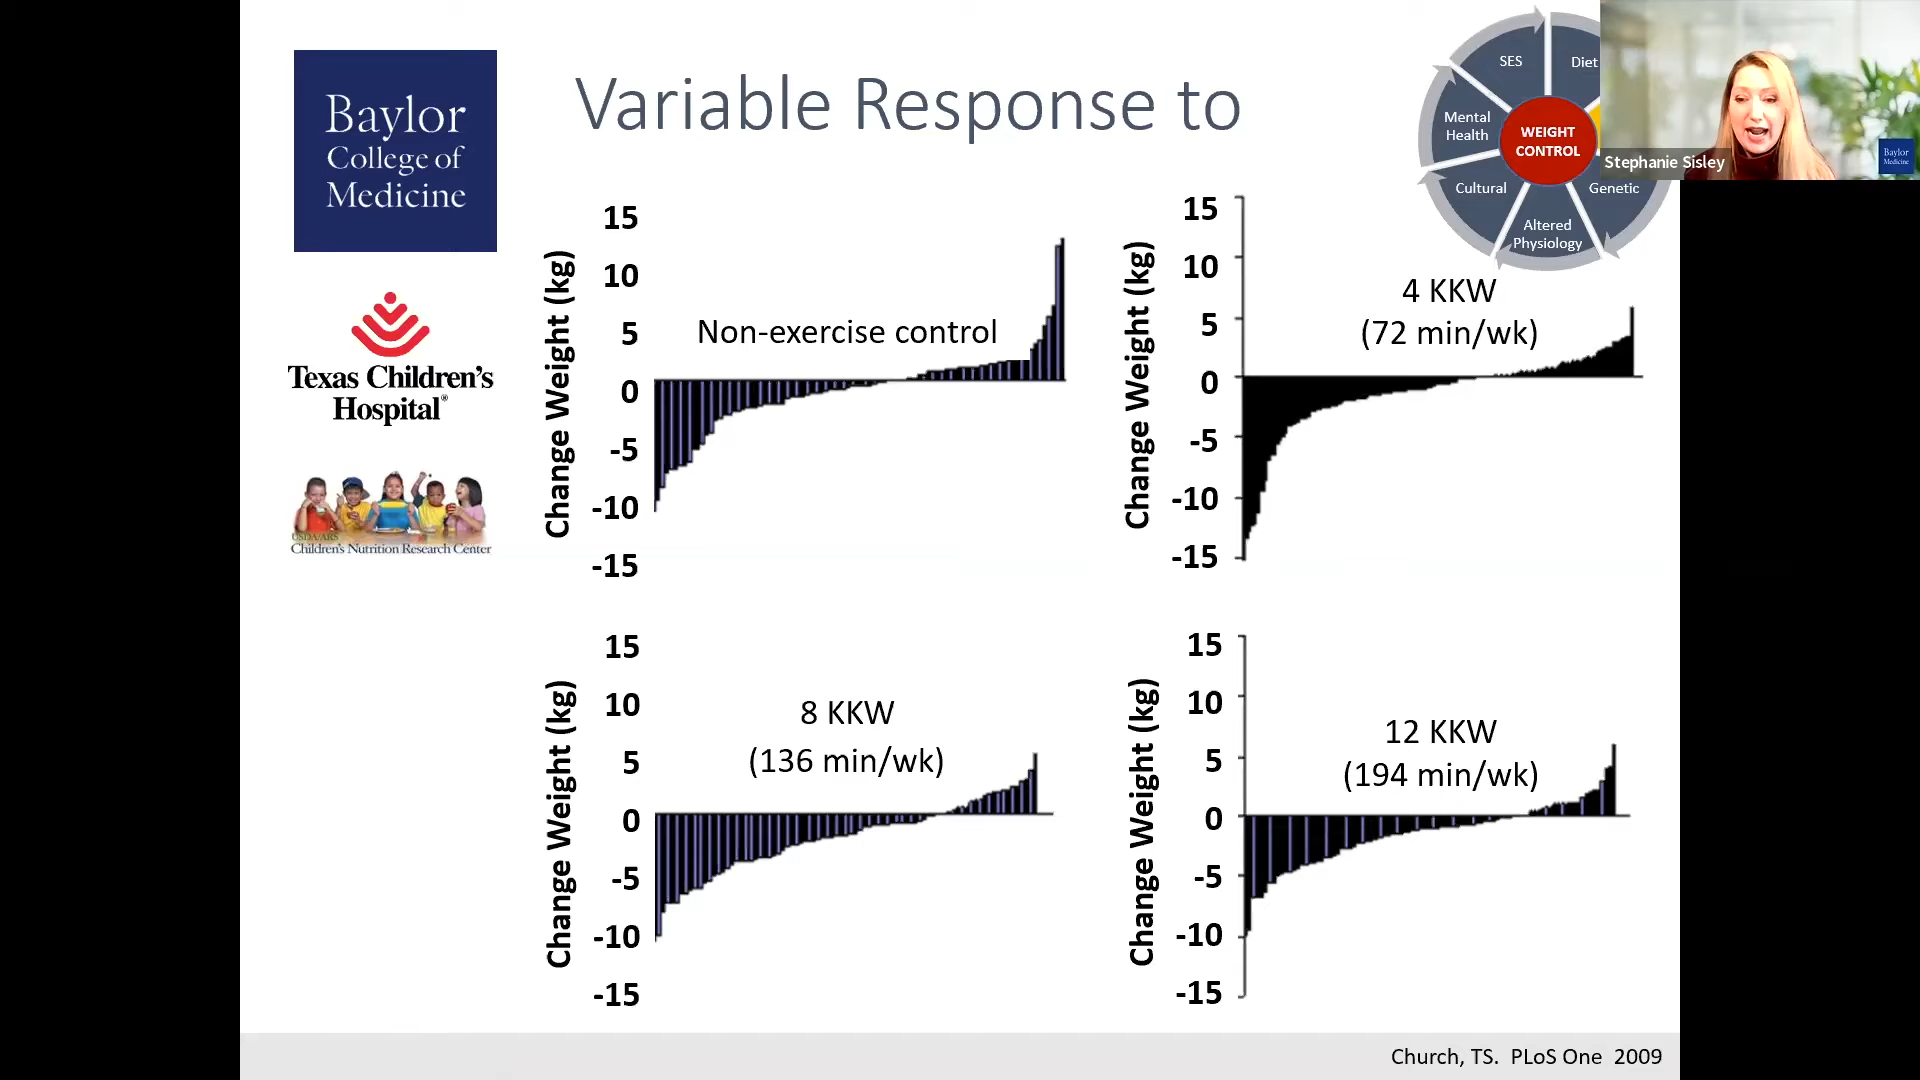 Baylor
College of
Medicine
Texas Children's
Hospital®
USDA/ARS
Children's Nutrition Research Center
Variable Response to
SES
Diet
Mental
Health
WEIGHT
CONTROL
Cultural
Genetic
Altered
Physiology
Stephanie Sisley
Baylor
Medicine
Change Weight (kg)
15
10
5
0
-5
-10
-15
Non-exercise control
Change Weight (kg)
15
10
5
0
-5
-10
-15
4 KKW
(72 min/wk)
Change Weight (kg)
15
10
5
0
-5
-10
-15
8 KKW
(136 min/wk)
Change Weight (kg)
15
10
5
0
-5
-10
-15
12 KKW
(194 min/wk)
Church, TS. PLoS One 2009